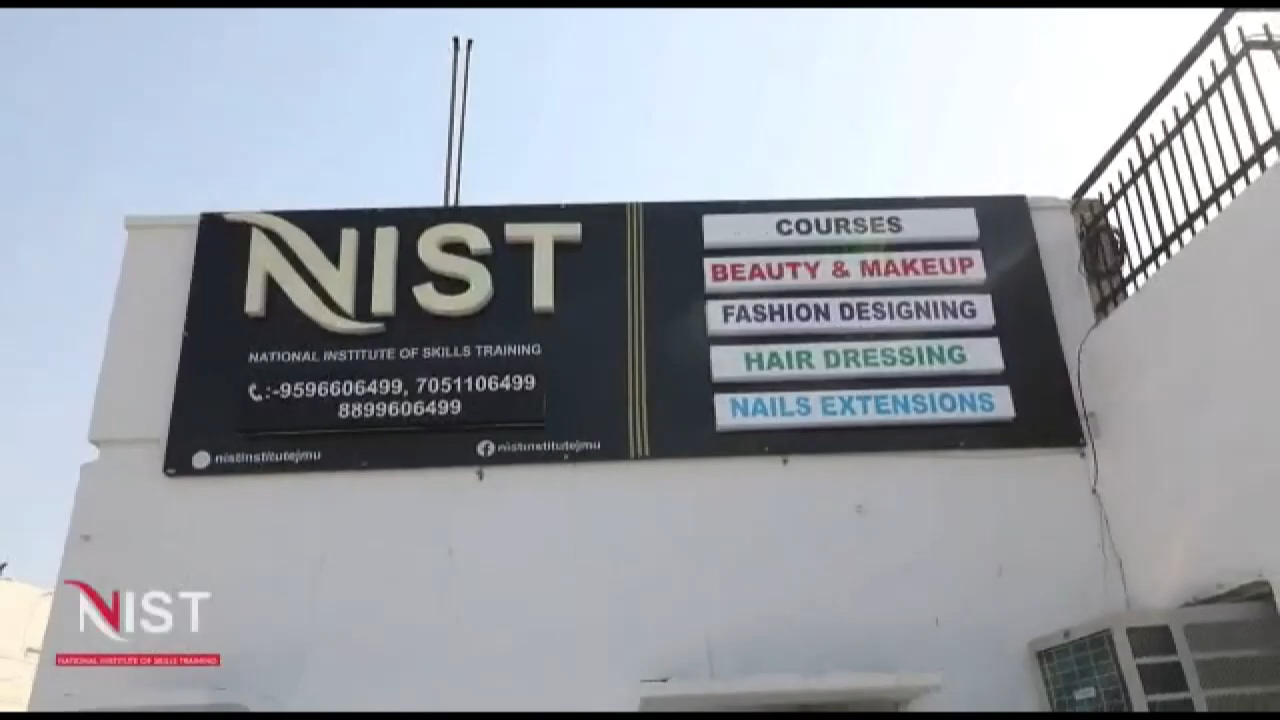 NIST
NATIONAL INSTITUTE OF SKILLS TRAINING
:-9596606499, 7051106499
8899606499
nistinstitutejmu
nistinstitutejmu
COURSES
BEAUTY & MAKEUP
FASHION DESIGNING
HAIR DRESSING
NAILS EXTENSIONS
NIST
NATIONAL INSTITUTE OF SKILLS TRAINING